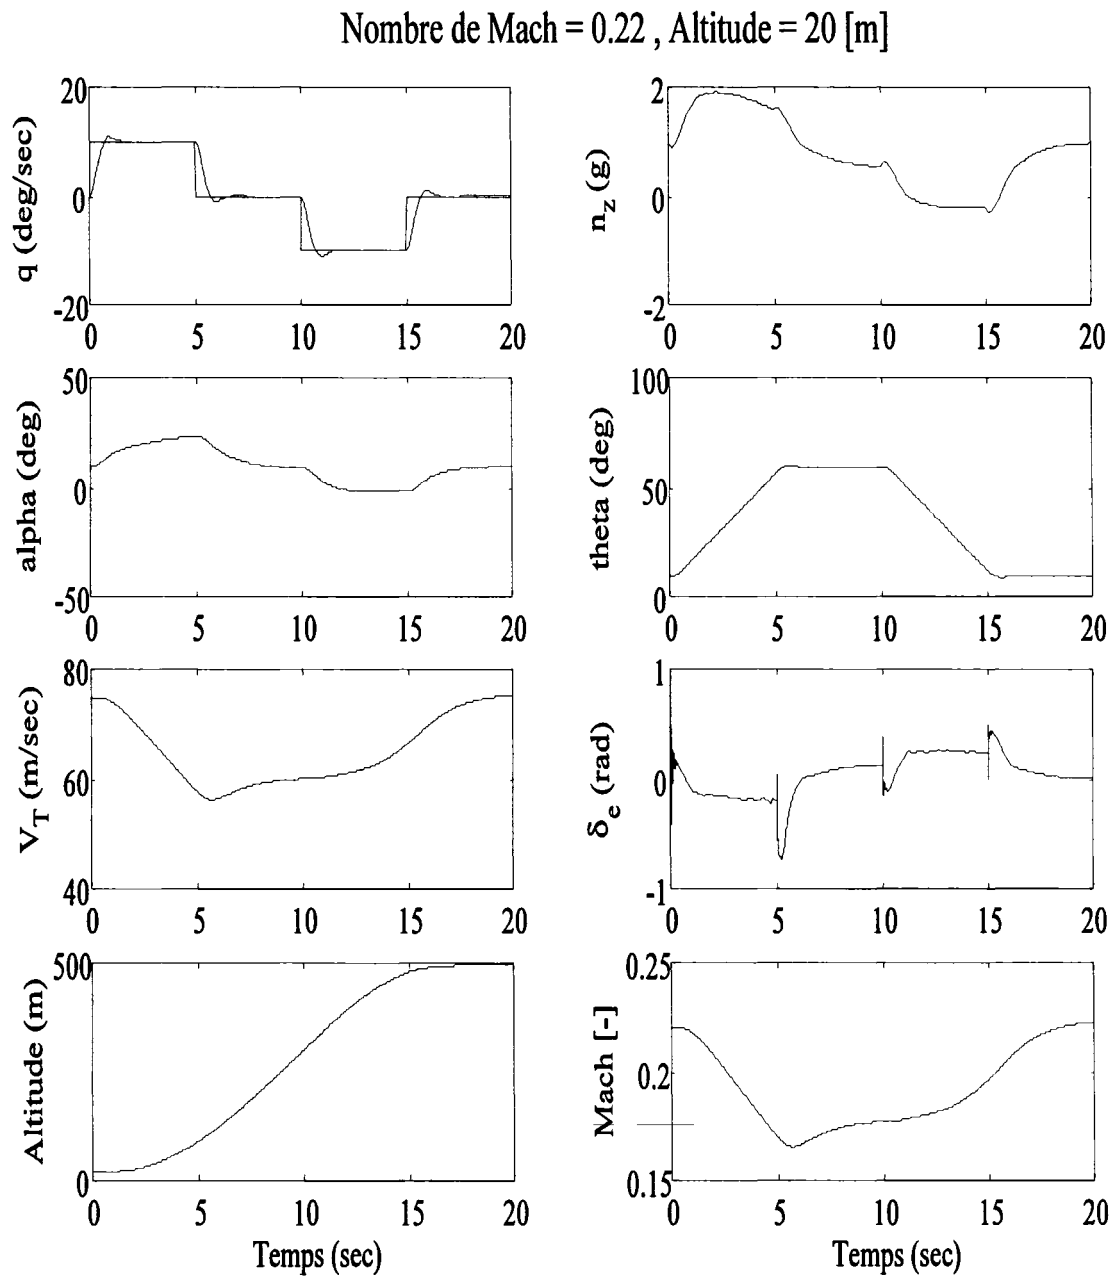 Nombre de Mach = 0.22 , Altitude = 20 [m]
q (deg/sec)
20
0
-20
0 5 10 15 20
n_z (g)
2
0
-2
0 5 10 15 20
alpha (deg)
50
0
-50
0 5 10 15 20
theta (deg)
100
50
0
0 5 10 15 20
V_T (m/sec)
80
60
40
0 5 10 15 20
δ_e (rad)
1
0
-1
0 5 10 15 20
Altitude (m)
500
0
0 5 10 15 20
Temps (sec)
Mach [-]
0.25
0.2
0.15
0 5 10 15 20
Temps (sec)